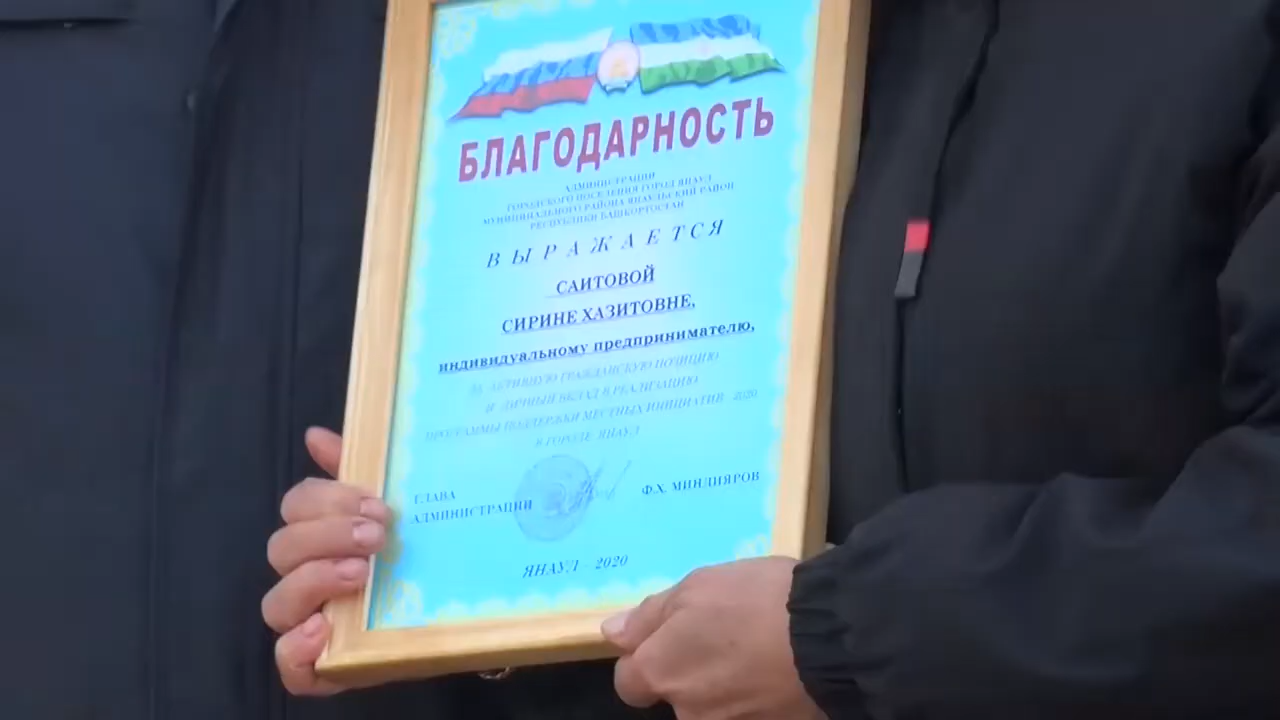 БЛАГОДАРНОСТЬ
АДМИНИСТРАЦИИ
ГОРОДСКОГО ПОСЕЛЕНИЯ ГОРОД ЯНАУЛ
МУНИЦИПАЛЬНОГО РАЙОНА ЯНАУЛЬСКИЙ РАЙОН
РЕСПУБЛИКИ БАШКОРТОСТАН
ВЫРАЖАЕТСЯ
САИТОВОЙ
СИРИНЕ ХАЗИТОВНЕ,
индивидуальному предпринимателю,
ЗА АКТИВНУЮ ГРАЖДАНСКУЮ ПОЗИЦИЮ
И ЛИЧНЫЙ ВКЛАД В РЕАЛИЗАЦИЮ
ПРОГРАММЫ ПОДДЕРЖКИ МЕСТНЫХ ИНИЦИАТИВ - 2020
В ГОРОДЕ ЯНАУЛ
ГЛАВА
АДМИНИСТРАЦИИ
Ф.Х. МИНДИЯРОВ
ЯНАУЛ - 2020